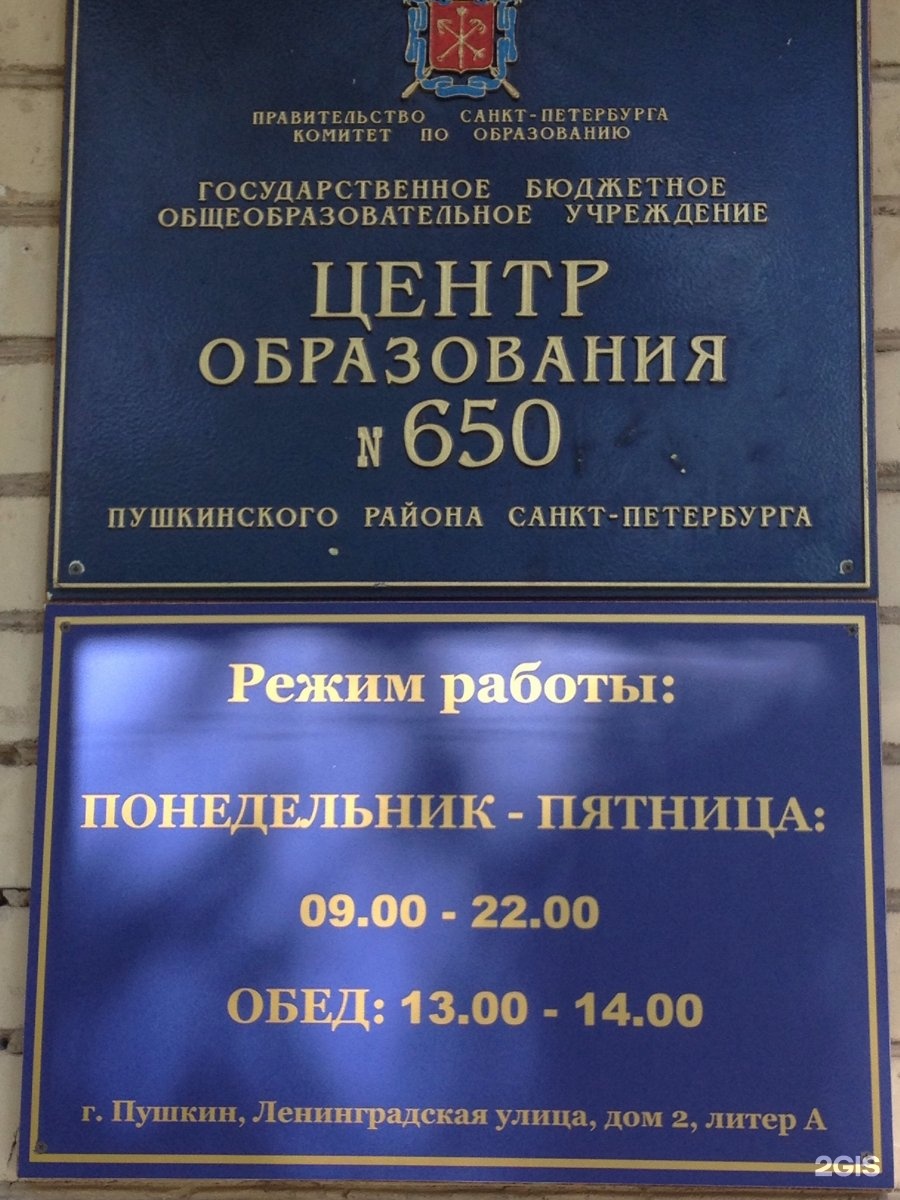 ПРАВИТЕЛЬСТВО САНКТ-ПЕТЕРБУРГА
КОМИТЕТ ПО ОБРАЗОВАНИЮ
ГОСУДАРСТВЕННОЕ БЮДЖЕТНОЕ
ОБЩЕОБРАЗОВАТЕЛЬНОЕ УЧРЕЖДЕНИЕ
ЦЕНТР
ОБРАЗОВАНИЯ
N 650
ПУШКИНСКОГО РАЙОНА САНКТ-ПЕТЕРБУРГА
Режим работы:
ПОНЕДЕЛЬНИК - ПЯТНИЦА:
09.00 - 22.00
ОБЕД: 13.00 - 14.00
г. Пушкин, Ленинградская улица, дом 2, литер А
2GIS